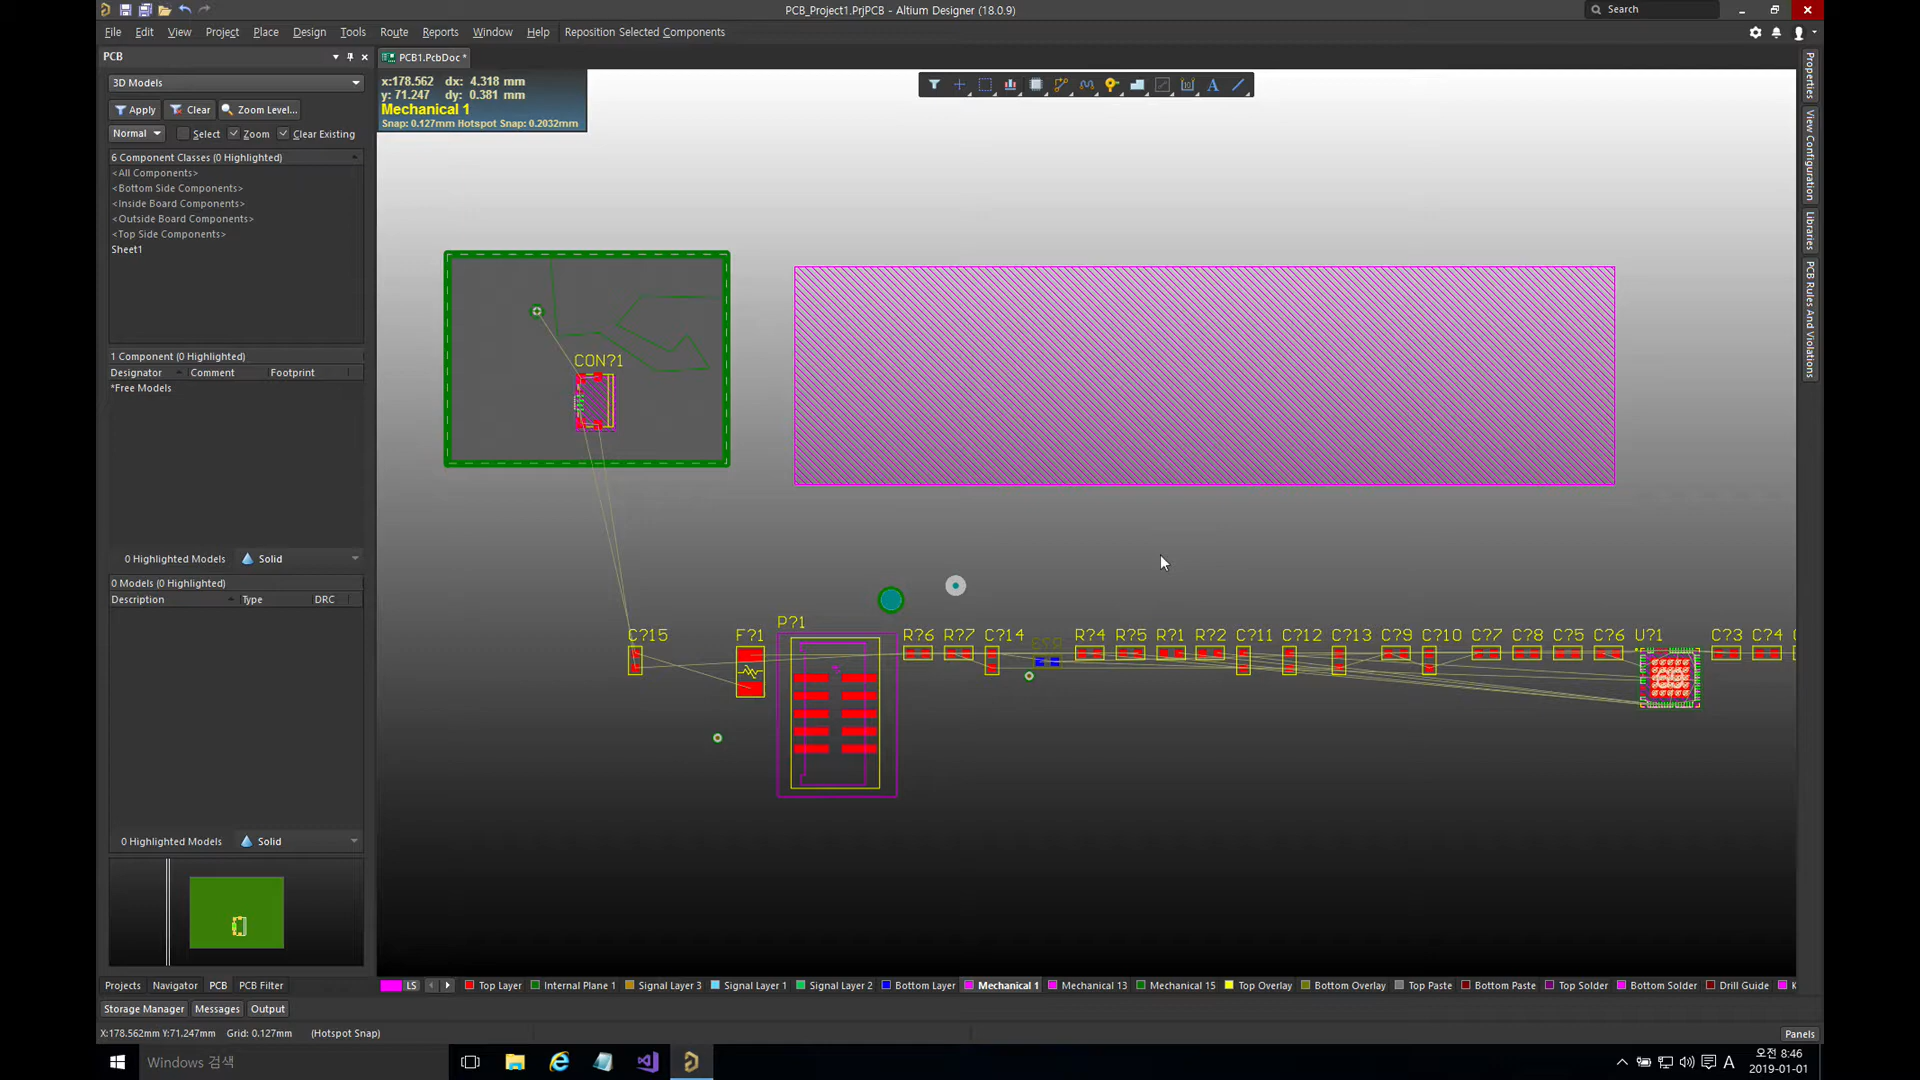 PCB_Project1.PrjPCB - Altium Designer (18.0.9)
Search
File Edit View Project Place Design Tools Route Reports Window Help Reposition Selected Components
PCB
PCB1.PcbDoc *
3D Models
x:178.562 dx: 4.318 mm
y: 71.247 dy: 0.381 mm
Mechanical 1
Snap: 0.127mm Hotspot Snap: 0.2032mm
Apply Clear Zoom Level...
Normal Select Zoom Clear Existing
6 Component Classes (0 Highlighted)
<All Components>
<Bottom Side Components>
<Inside Board Components>
<Outside Board Components>
<Top Side Components>
Sheet1
1 Component (0 Highlighted)
Designator Comment Footprint
*Free Models
0 Highlighted Models Solid
0 Models (0 Highlighted)
Description Type DRC
0 Highlighted Models Solid
Properties
View Configuration
Libraries
PCB Rules And Violations
CON?1
C?15 F?1 P?1 R?6 R?7 C?14 R?3 R?4 R?5 R?1 R?2 C?11 C?12 C?13 C?9 C?10 C?7 C?8 C?5 C?6 U?1 C?3 C?4
Projects Navigator PCB PCB Filter
LS Top Layer Internal Plane 1 Signal Layer 3 Signal Layer 1 Signal Layer 2 Bottom Layer Mechanical 1 Mechanical 13 Mechanical 15 Top Overlay Bottom Overlay Top Paste Bottom Paste Top Solder Bottom Solder Drill Guide K
Storage Manager Messages Output
X:178.562mm Y:71.247mm Grid: 0.127mm (Hotspot Snap)
Panels
Windows 검색
A
오전 8:46
2019-01-01